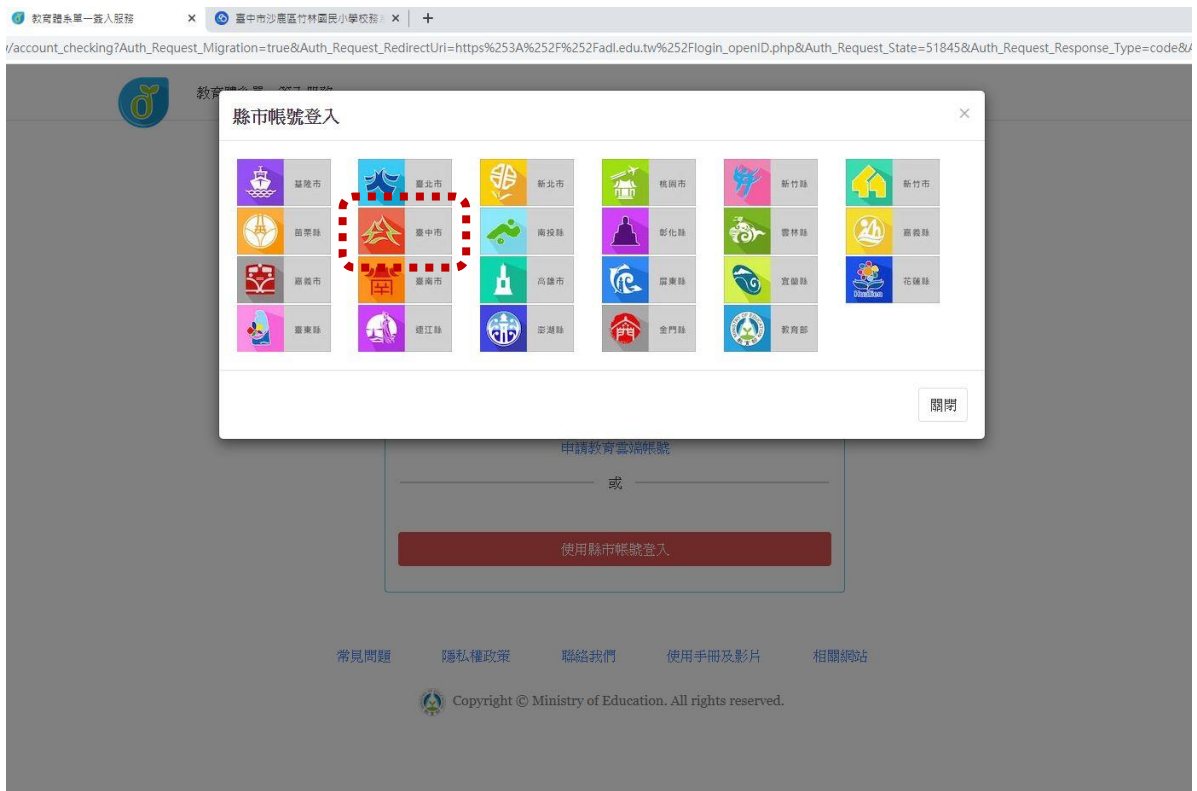 教育體系單一簽入服務
臺中市沙鹿區竹林國民小學校務
/account_checking?Auth_Request_Migration=true&Auth_Request_RedirectUri=https%253A%252F%252Fadl.edu.tw%252Flogin_openID.php&Auth_Request_State=51845&Auth_Request_Response_Type=code&A
縣市帳號登入
×
基隆市 臺北市 新北市 桃園市 新竹縣 新竹市
苗栗縣 臺中市 南投縣 彰化縣 雲林縣 嘉義縣
嘉義市 臺南市 高雄市 屏東縣 宜蘭縣 花蓮縣
Hualien
臺東縣 連江縣 澎湖縣 金門縣 教育部
關閉
申請教育雲端帳號
或
使用縣市帳號登入
常見問題 隱私權政策 聯絡我們 使用手冊及影片 相關網站
Copyright © Ministry of Education. All rights reserved.